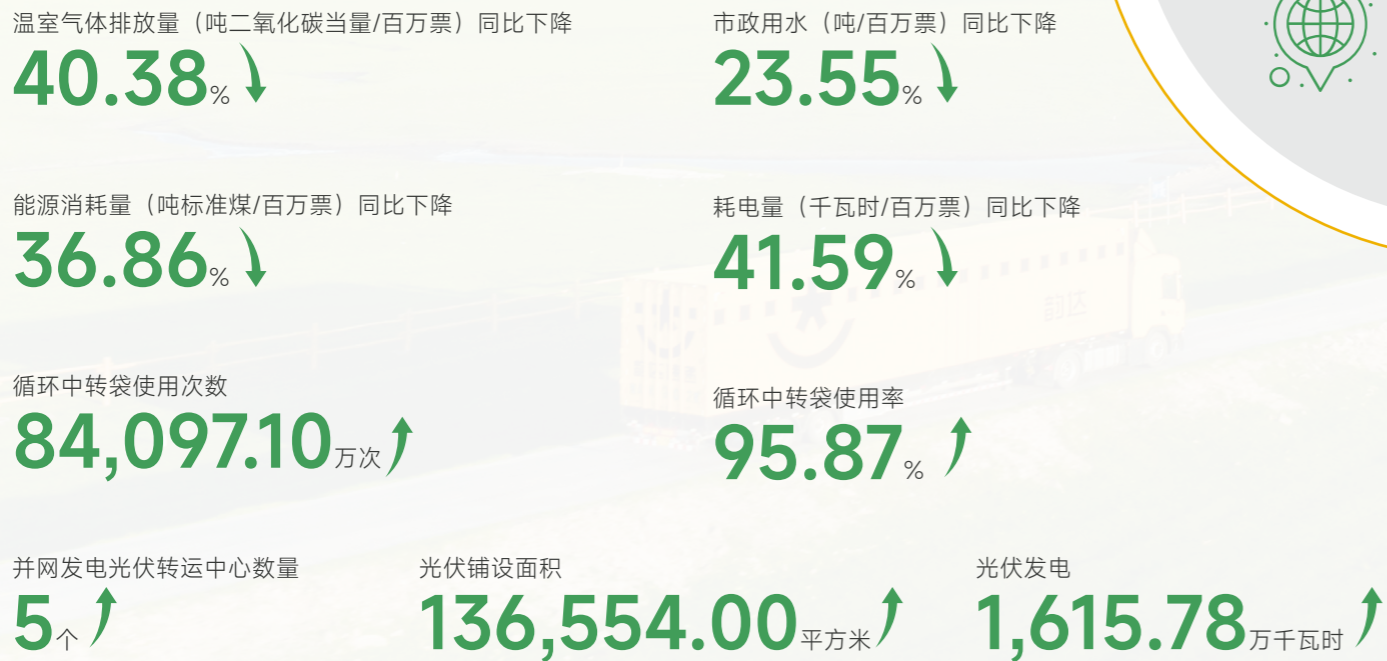 温室气体排放量（吨二氧化碳当量/百万票）同比下降
40.38%
市政用水（吨/百万票）同比下降
23.55%
能源消耗量（吨标准煤/百万票）同比下降
36.86%
耗电量（千瓦时/百万票）同比下降
41.59%
循环中转袋使用次数
84,097.10万次
循环中转袋使用率
95.87%
并网发电光伏转运中心数量
5个
光伏铺设面积
136,554.00平方米
光伏发电
1,615.78万千瓦时
韵达